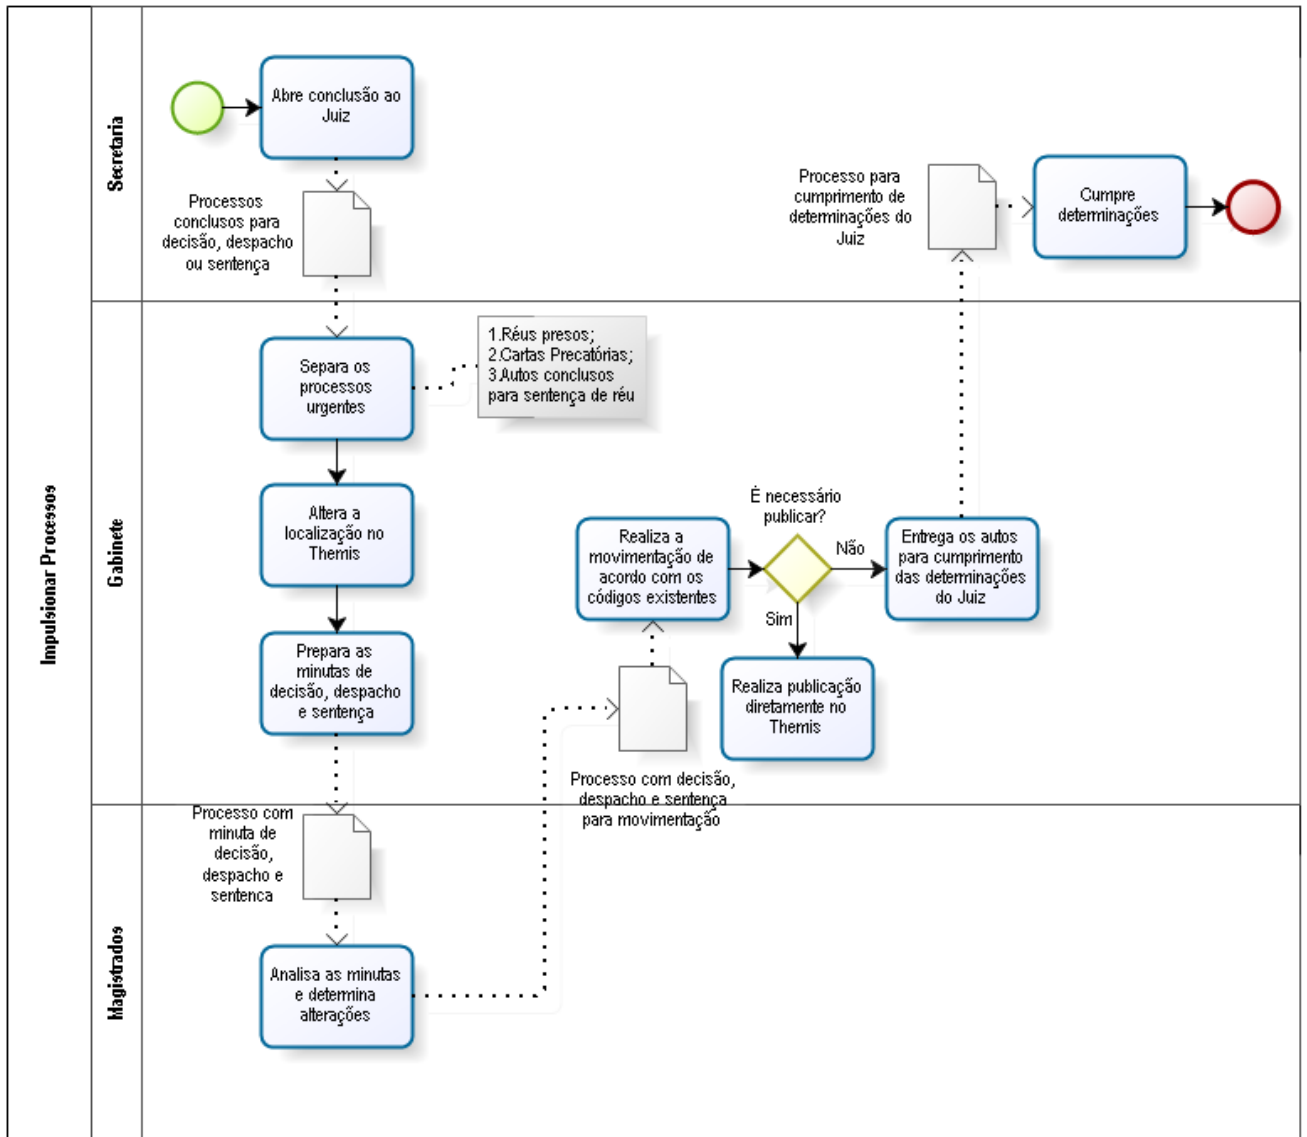 Impulsionar Processos
Secretaria
Abre conclusão ao
Juiz
Processos
conclusos para
decisão, despacho
ou sentença
Processo para
cumprimento de
determinações do
Juiz
Cumpre
determinações
Gabinete
Separa os
processos
urgentes
1.Réus presos;
2.Cartas Precatórias;
3.Autos conclusos
para sentença de réu
Altera a
localização no
Themis
Prepara as
minutas de
decisão, despacho
e sentença
Realiza a
movimentação de
acordo com os
códigos existentes
É necessário
publicar?
Não
Sim
Entrega os autos
para cumprimento
das determinações
do Juiz
Realiza publicação
diretamente no
Themis
Processo com decisão,
despacho e sentença
para movimentação
Magistrados
Processo com
minuta de
decisão,
despacho e
sentenca
Analisa as minutas
e determina
alterações